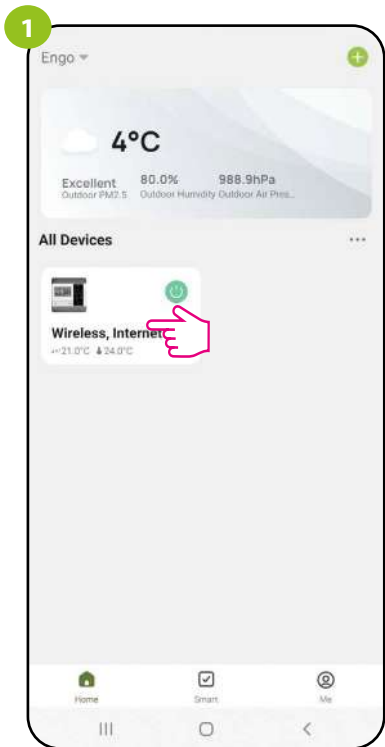 1
Engo
4°C
Excellent 80.0% 988.9hPa
Outdoor PM2.5 Outdoor Humidity Outdoor Air Pres...
All Devices ...
Wireless, Internet
21.0°C 24.0°C
Home Smart Me